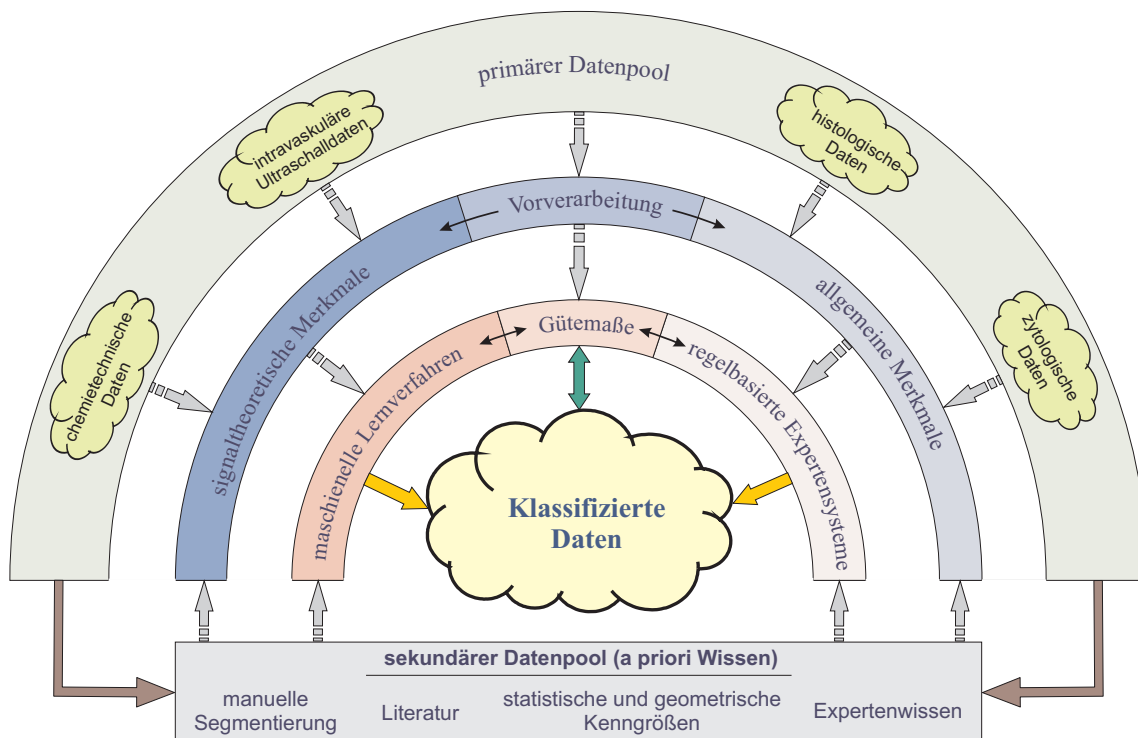 primärer Datenpool
intravaskuläre
Ultraschalldaten
histologische
Daten
chemietechnische
Daten
zytologische
Daten
Vorverarbeitung
signaltheoretische Merkmale
allgemeine Merkmale
Gütemaße
maschienelle Lernverfahren
regelbasierte Expertensysteme
Klassifizierte
Daten
sekundärer Datenpool (a priori Wissen)
manuelle
Segmentierung
Literatur
statistische und geometrische
Kenngrößen
Expertenwissen